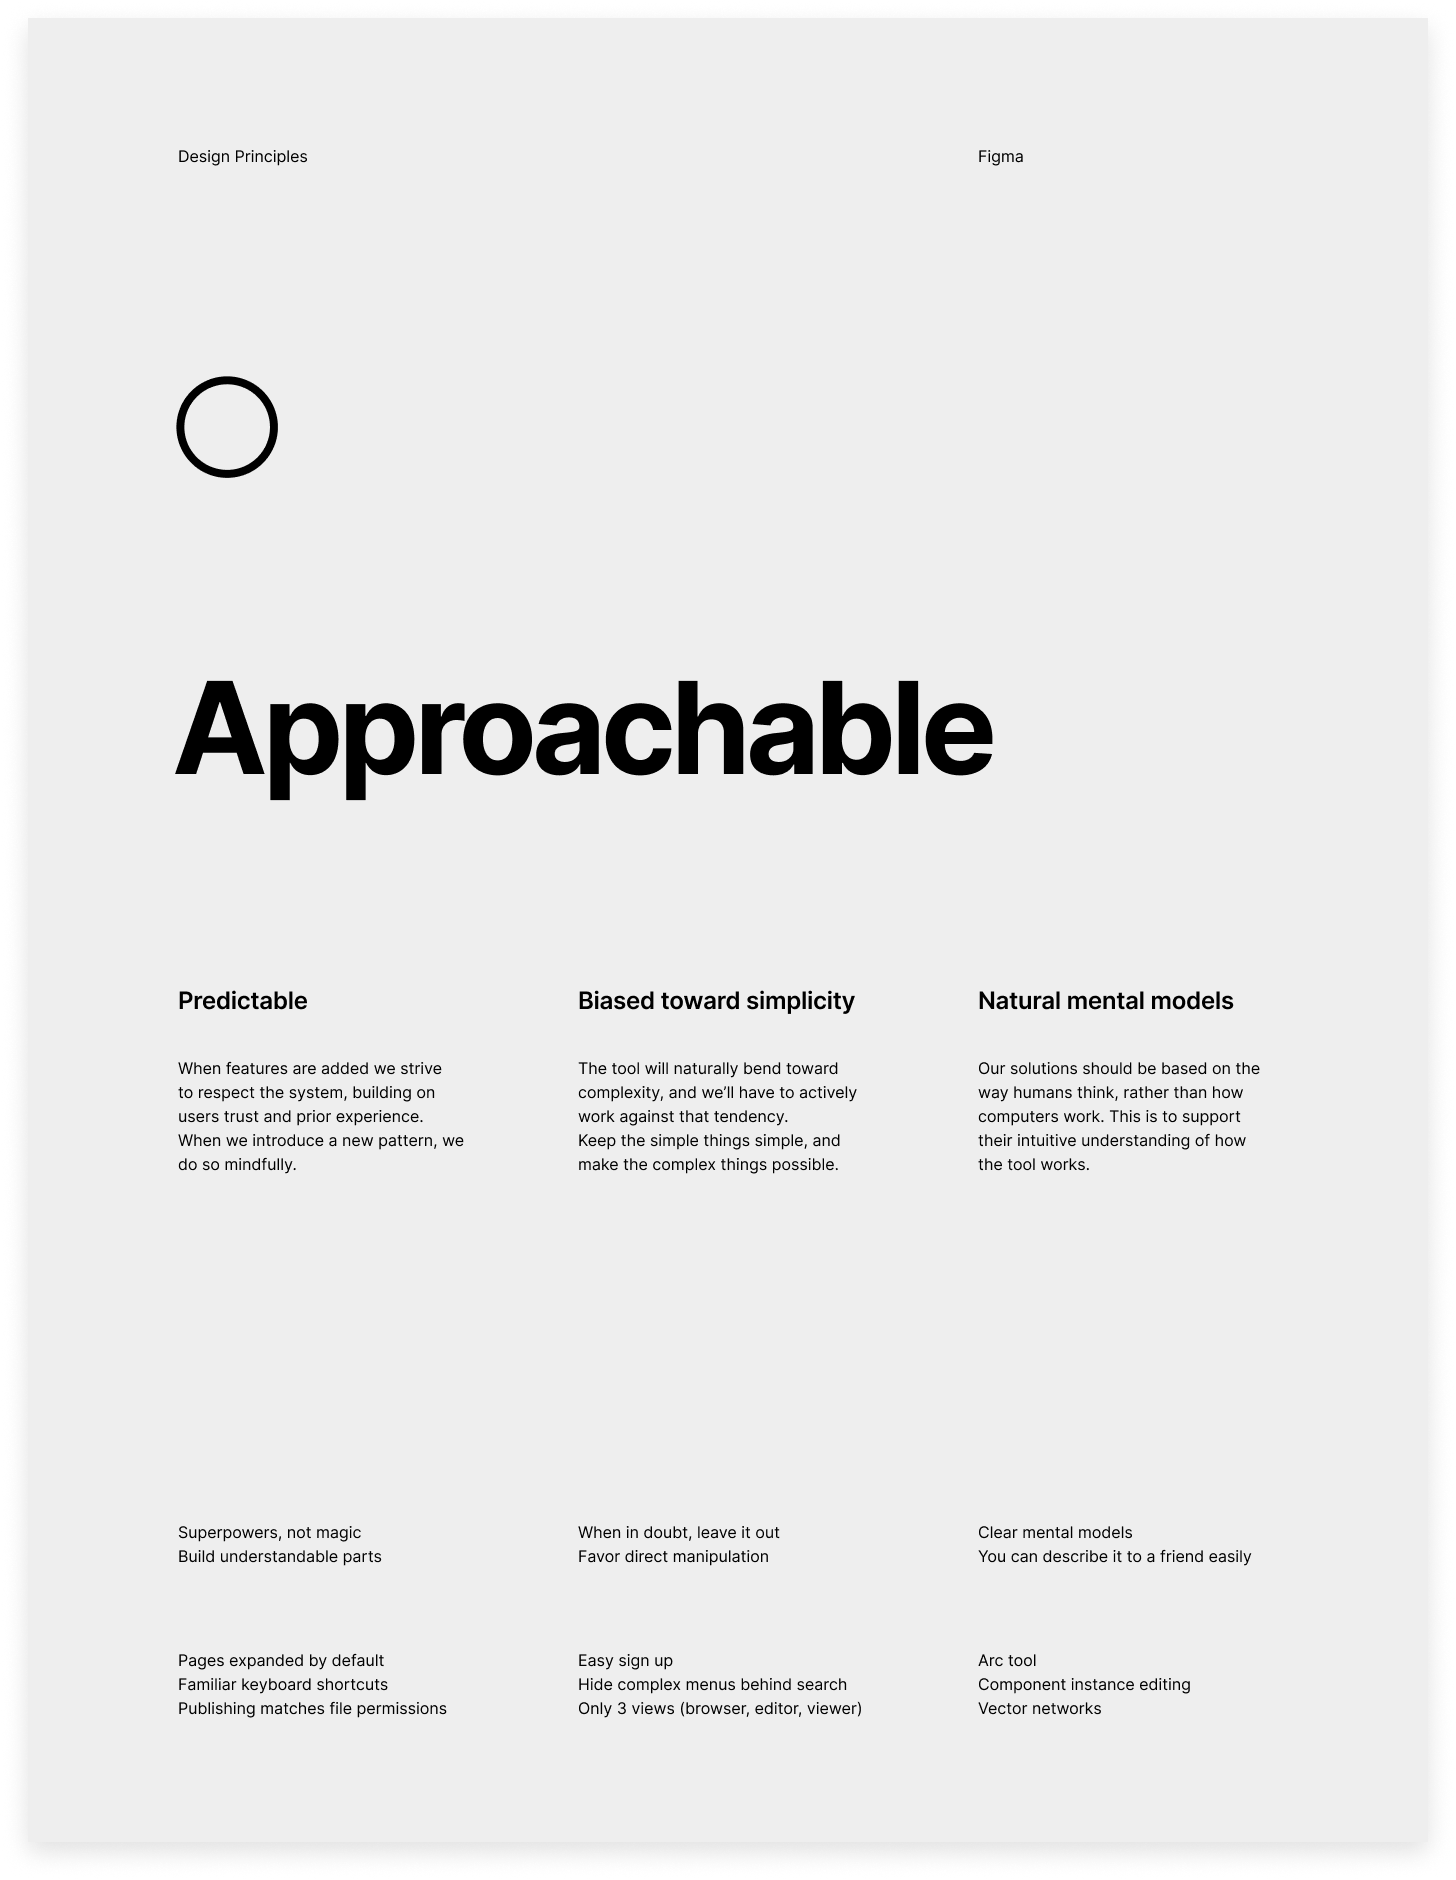 Design Principles
Figma
Approachable
Predictable
When features are added we strive
to respect the system, building on
users trust and prior experience.
When we introduce a new pattern, we
do so mindfully.
Biased toward simplicity
The tool will naturally bend toward
complexity, and we’ll have to actively
work against that tendency.
Keep the simple things simple, and
make the complex things possible.
Natural mental models
Our solutions should be based on the
way humans think, rather than how
computers work. This is to support
their intuitive understanding of how
the tool works.
Superpowers, not magic
Build understandable parts
When in doubt, leave it out
Favor direct manipulation
Clear mental models
You can describe it to a friend easily
Pages expanded by default
Familiar keyboard shortcuts
Publishing matches file permissions
Easy sign up
Hide complex menus behind search
Only 3 views (browser, editor, viewer)
Arc tool
Component instance editing
Vector networks